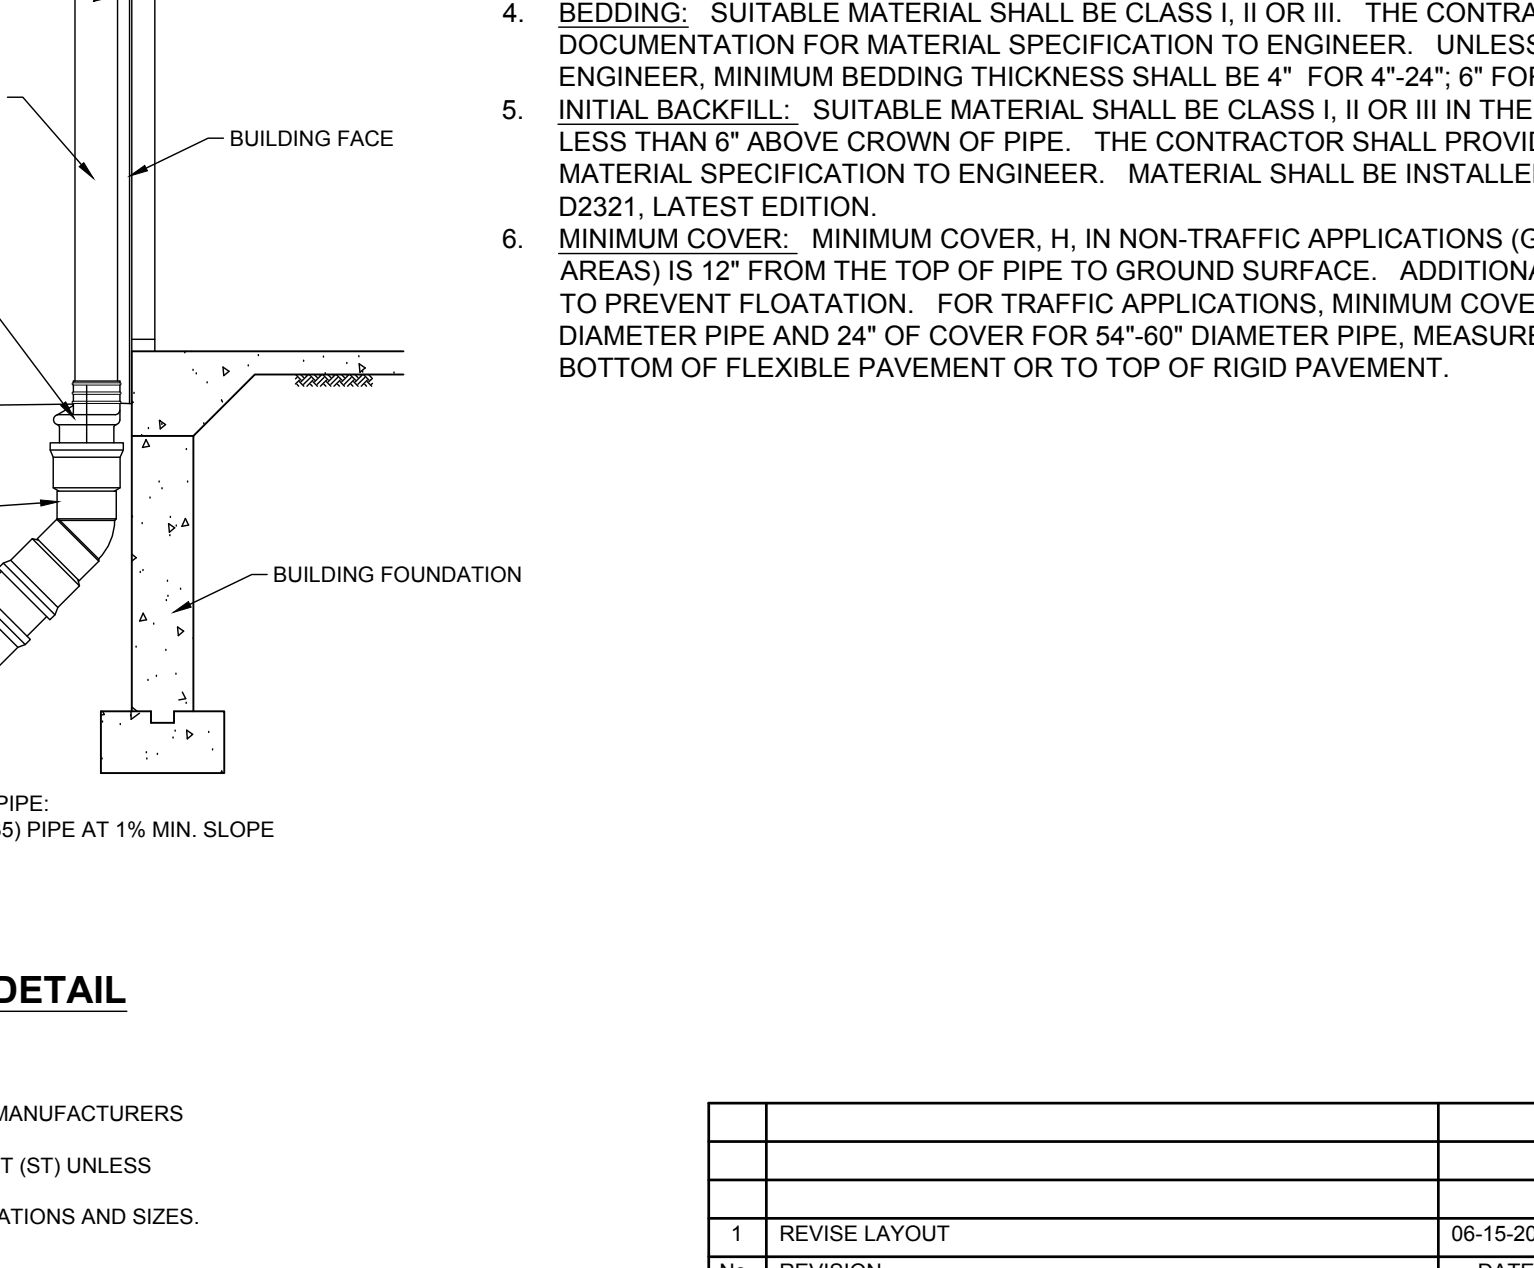 4. BEDDING: SUITABLE MATERIAL SHALL BE CLASS I, II OR III. THE CONTRA
DOCUMENTATION FOR MATERIAL SPECIFICATION TO ENGINEER. UNLESS
ENGINEER, MINIMUM BEDDING THICKNESS SHALL BE 4" FOR 4"-24"; 6" FOR
5. INITIAL BACKFILL: SUITABLE MATERIAL SHALL BE CLASS I, II OR III IN THE
LESS THAN 6" ABOVE CROWN OF PIPE. THE CONTRACTOR SHALL PROVID
MATERIAL SPECIFICATION TO ENGINEER. MATERIAL SHALL BE INSTALLED
D2321, LATEST EDITION.
6. MINIMUM COVER: MINIMUM COVER, H, IN NON-TRAFFIC APPLICATIONS (G
AREAS) IS 12" FROM THE TOP OF PIPE TO GROUND SURFACE. ADDITIONA
TO PREVENT FLOATATION. FOR TRAFFIC APPLICATIONS, MINIMUM COVE
DIAMETER PIPE AND 24" OF COVER FOR 54"-60" DIAMETER PIPE, MEASURE
BOTTOM OF FLEXIBLE PAVEMENT OR TO TOP OF RIGID PAVEMENT.
BUILDING FACE
BUILDING FOUNDATION
PIPE:
5) PIPE AT 1% MIN. SLOPE
DETAIL
MANUFACTURERS
T (ST) UNLESS
ATIONS AND SIZES.
1 REVISE LAYOUT 06-15-20
No. REVISION DATE